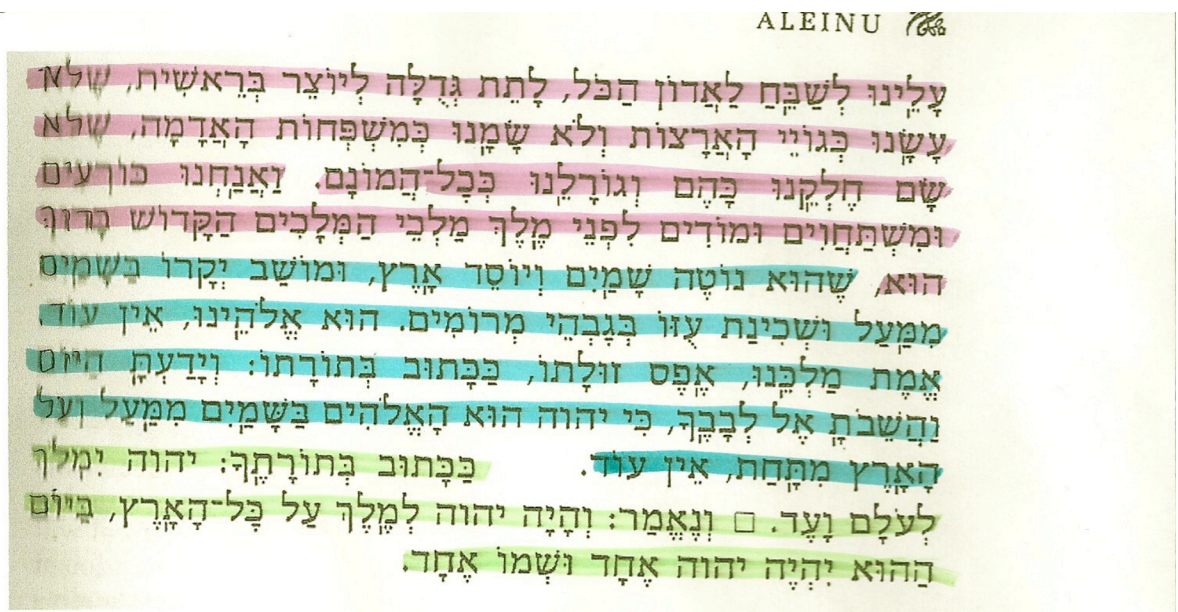 ALEINU
עָלֵֽינוּ לְשַׁבֵּֽחַ לַאֲדוֹן הַכֹּל, לָתֵת גְּדֻלָּה לְיוֹצֵר בְּרֵאשִׁית, שֶׁלֹּא
עָשָֽׂנוּ כְּגוֹיֵי הָאֲרָצוֹת וְלֹא שָׂמָֽנוּ כְּמִשְׁפְּחוֹת הָאֲדָמָה, שֶׁלֹּא
שָׂם חֶלְקֵֽנוּ כָּהֶם וְגוֹרָלֵֽנוּ כְּכָל־הֲמוֹנָם. וַאֲנַֽחְנוּ כּוֹרְעִים
וּמִשְׁתַּחֲוִים וּמוֹדִים לִפְנֵי מֶֽלֶךְ מַלְכֵי הַמְּלָכִים הַקָּדוֹשׁ בָּרוּךְ
הוּא, שֶׁהוּא נוֹטֶה שָׁמַֽיִם וְיוֹסֵד אָֽרֶץ, וּמוֹשַׁב יְקָרוֹ בַּשָּׁמַֽיִם
מִמַּֽעַל וּשְׁכִינַת עֻזּוֹ בְּגָבְהֵי מְרוֹמִים. הוּא אֱלֹהֵֽינוּ, אֵין עוֹד.
אֱמֶת מַלְכֵּֽנוּ, אֶֽפֶס זוּלָתוֹ, כַּכָּתוּב בְּתוֹרָתוֹ: וְיָדַעְתָּ הַיּוֹם
וַהֲשֵׁבֹתָ אֶל לְבָבֶֽךָ, כִּי יהוה הוּא הָאֱלֹהִים בַּשָּׁמַֽיִם מִמַּֽעַל וְעַל
הָאָֽרֶץ מִתָּֽחַת, אֵין עוֹד. כַּכָּתוּב בְּתוֹרָתֶֽךָ: יהוה יִמְלֹךְ
לְעֹלָם וָעֶד. □ וְנֶאֱמַר: וְהָיָה יהוה לְמֶֽלֶךְ עַל כָּל־הָאָֽרֶץ, בַּיּוֹם
הַהוּא יִהְיֶה יהוה אֶחָד וּשְׁמוֹ אֶחָד.